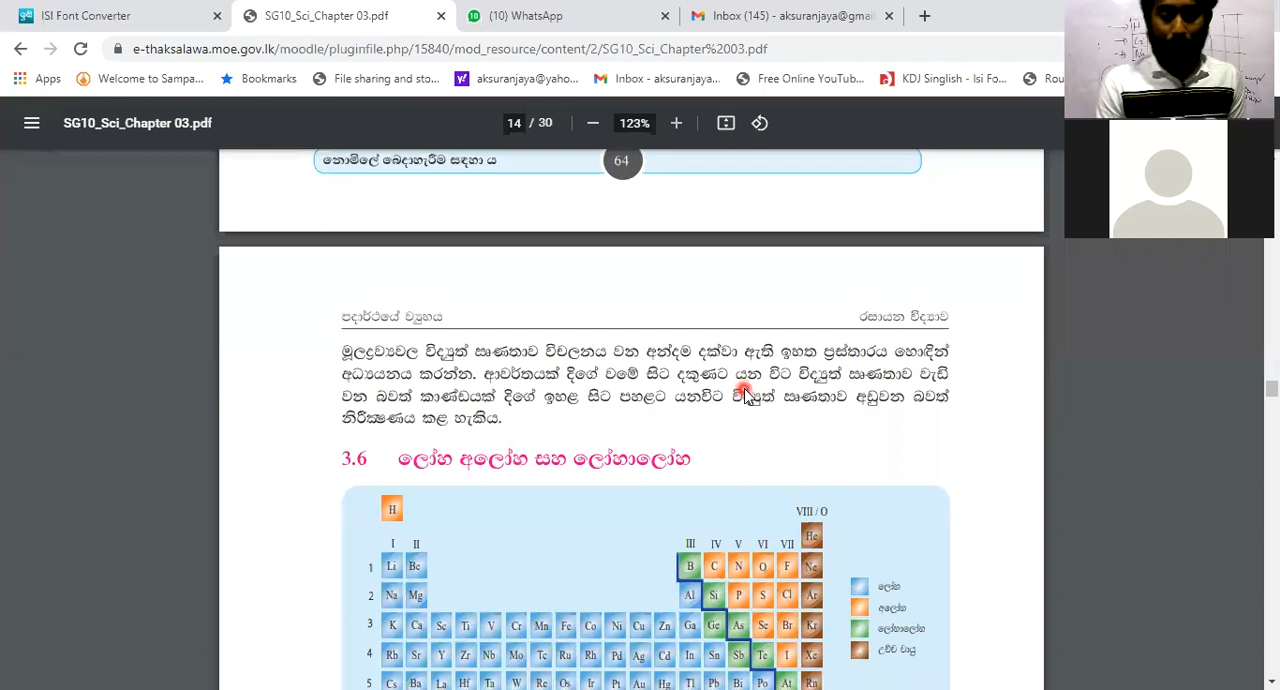 ISI Font Converter
SG10_Sci_Chapter 03.pdf
(10) WhatsApp
Inbox (145) - aksuranjaya@gmail
e-thaksalawa.moe.gov.lk/moodle/pluginfile.php/15840/mod_resource/content/2/SG10_Sci_Chapter%2003.pdf
Apps
Welcome to Sampa...
Bookmarks
File sharing and sto...
aksuranjaya@yaho...
Inbox - aksuranjaya...
Free Online YouTub...
KDJ Singlish - Isi Fo...
Rou
SG10_Sci_Chapter 03.pdf
14 / 30
123%
නොමිලේ බෙදාහැරීම සඳහා ය
64
පදාර්ථයේ ව්‍යුහය
රසායන විද්‍යාව
මූලද්‍රව්‍යවල විද්‍යුත් සෘණතාව විචලනය වන අන්දම දක්වා ඇති ඉහත ප්‍රස්තාරය හොඳින්
අධ්‍යයනය කරන්න. ආවර්තයක් දිගේ වමේ සිට දකුණට යන විට විද්‍යුත් සෘණතාව වැඩි
වන බවත් කාණ්ඩයක් දිගේ ඉහළ සිට පහළට යනවිට විද්‍යුත් සෘණතාව අඩුවන බවත්
නිරීක්ෂණය කළ හැකිය.
3.6 ලෝහ අලෝහ සහ ලෝහාලෝහ
H
VIII / O
He
I II III IV V VI VII
1 Li Be B C N O F Ne
2 Na Mg Al Si P S Cl Ar
3 K Ca Sc Ti V Cr Mn Fe Co Ni Cu Zn Ga Ge As Se Br Kr
4 Rb Sr Y Zr Nb Mo Tc Ru Rh Pd Ag Cd In Sn Sb Te I Xe
5 Cs Ba La Hf Ta W Re Os Ir Pt Au Hg Tl Pb Bi Po At Rn
ලෝහ
අලෝහ
ලෝහාලෝහ
උච්ච වායු